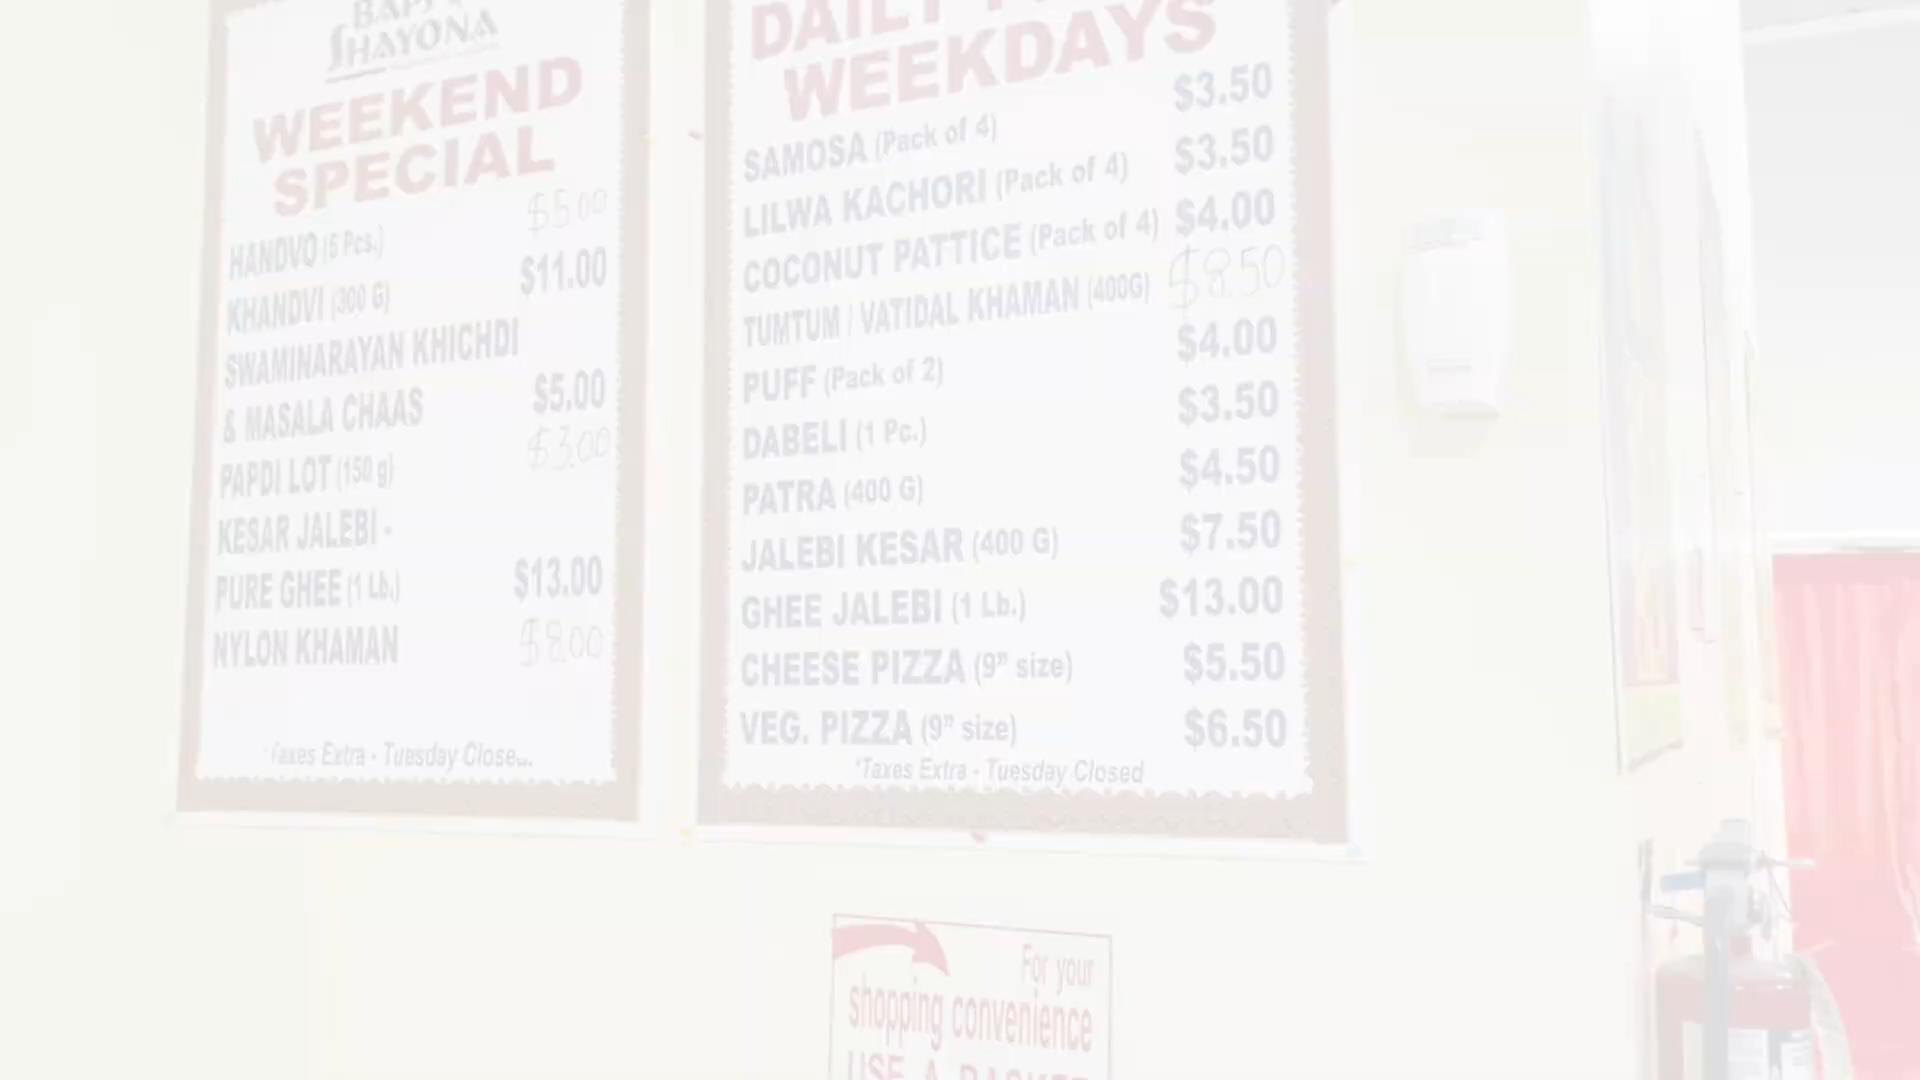 SHAYONA
WEEKEND
SPECIAL
HANDVO (5 Pcs.) $5.00
KHANDVI (300 G) $11.00
SWAMINARAYAN KHICHDI
& MASALA CHAAS $5.00
PAPDI LOT (150 g) $3.00
KESAR JALEBI -
PURE GHEE (1 Lb.) $13.00
NYLON KHAMAN $8.00
*Taxes Extra - Tuesday Closed.
DAILY
WEEKDAYS
SAMOSA (Pack of 4) $3.50
LILWA KACHORI (Pack of 4) $3.50
COCONUT PATTICE (Pack of 4) $4.00
TUMTUM / VATIDAL KHAMAN (400G) $8.50
PUFF (Pack of 2) $4.00
DABELI (1 Pc.) $3.50
PATRA (400 G) $4.50
JALEBI KESAR (400 G) $7.50
GHEE JALEBI (1 Lb.) $13.00
CHEESE PIZZA (9” size) $5.50
VEG. PIZZA (9” size) $6.50
*Taxes Extra - Tuesday Closed
For your
shopping convenience
USE A BASKET